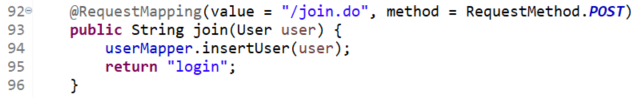 92 @RequestMapping(value = "/join.do", method = RequestMethod.POST)
93 public String join(User user) {
94 userMapper.insertUser(user);
95 return "login";
96 }